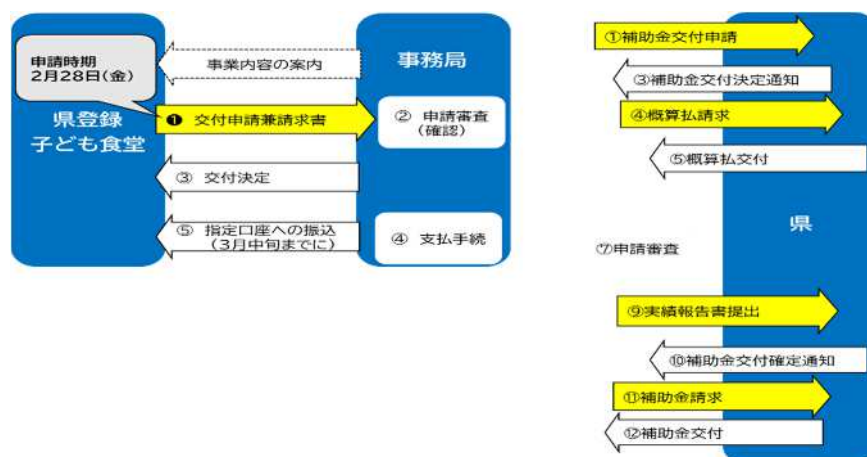 申請時期
2月28日(金)
県登録
子ども食堂
事業内容の案内
❶ 交付申請兼請求書
③ 交付決定
⑤ 指定口座への振込
(3月中旬までに)
事務局
② 申請審査
(確認)
④ 支払手続
①補助金交付申請
③補助金交付決定通知
④概算払請求
⑤概算払交付
県
⑦申請審査
⑨実績報告書提出
⑩補助金交付確定通知
⑪補助金請求
⑫補助金交付